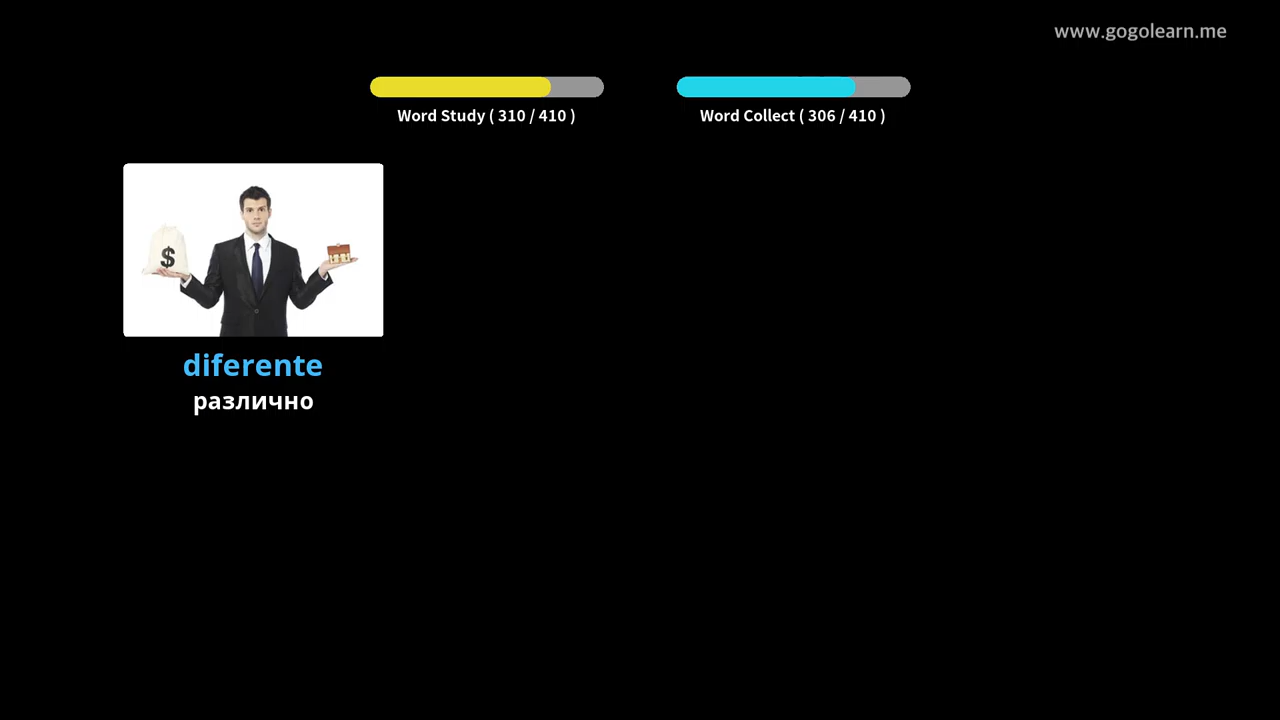 www.gogolearn.me
Word Study ( 310 / 410 )
Word Collect ( 306 / 410 )
$
diferente
различно